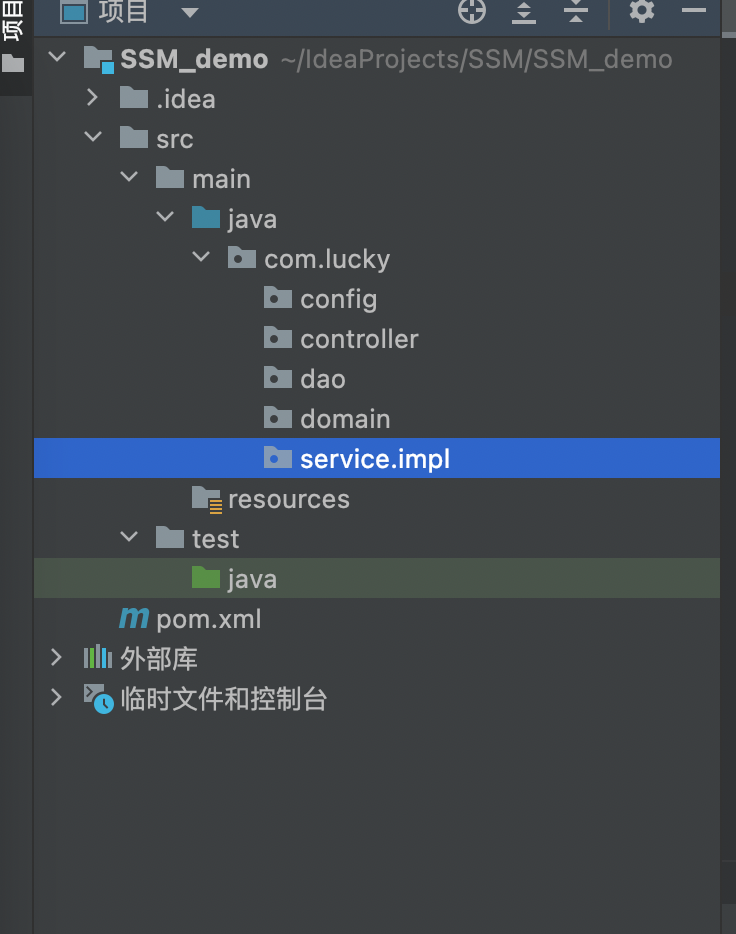 项目
项目
SSM_demo ~/IdeaProjects/SSM/SSM_demo
.idea
src
main
java
com.lucky
config
controller
dao
domain
service.impl
resources
test
java
m pom.xml
外部库
临时文件和控制台